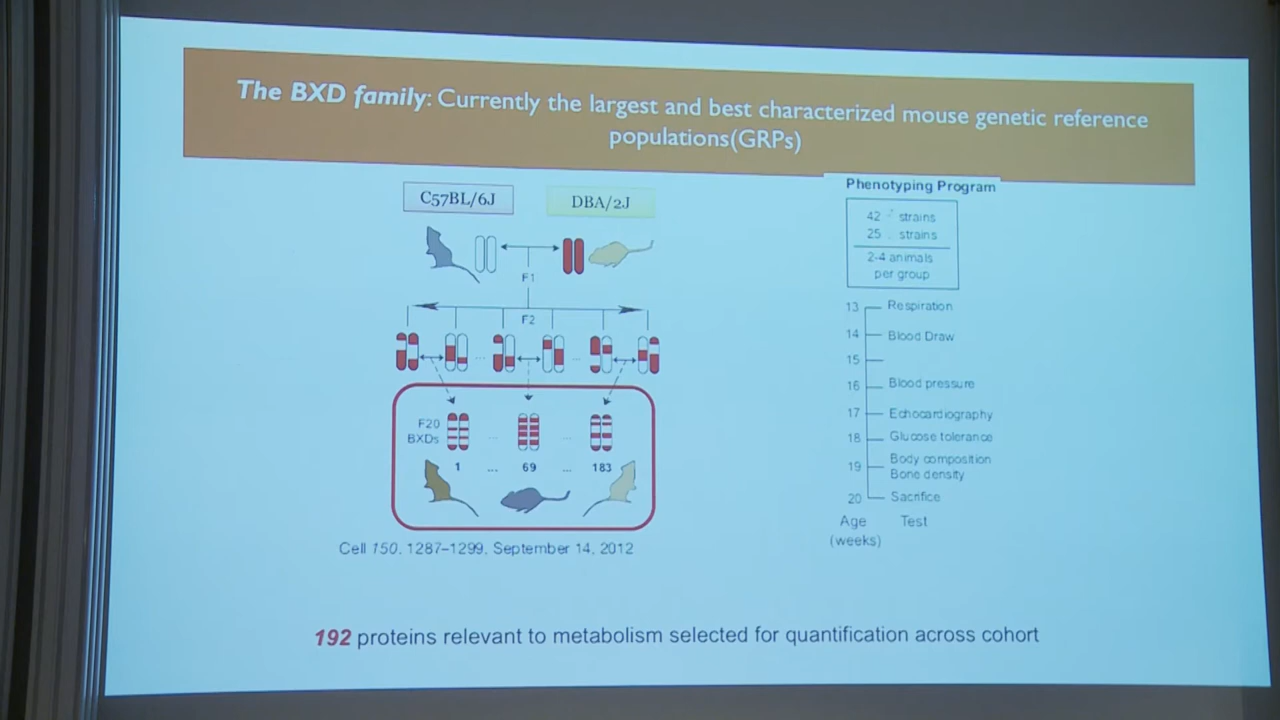 The BXD family: Currently the largest and best characterized mouse genetic reference
populations(GRPs)
C57BL/6J
DBA/2J
F1
F2
F20
BXDs
1 ... 69 ... 183
Cell 150, 1287–1299, September 14, 2012
Phenotyping Program
42 strains
25 strains
2-4 animals
per group
13 Respiration
14 Blood Draw
15
16 Blood pressure
17 Echocardiography
18 Glucose tolerance
19 Body composition
Bone density
20 Sacrifice
Age Test
(weeks)
192 proteins relevant to metabolism selected for quantification across cohort